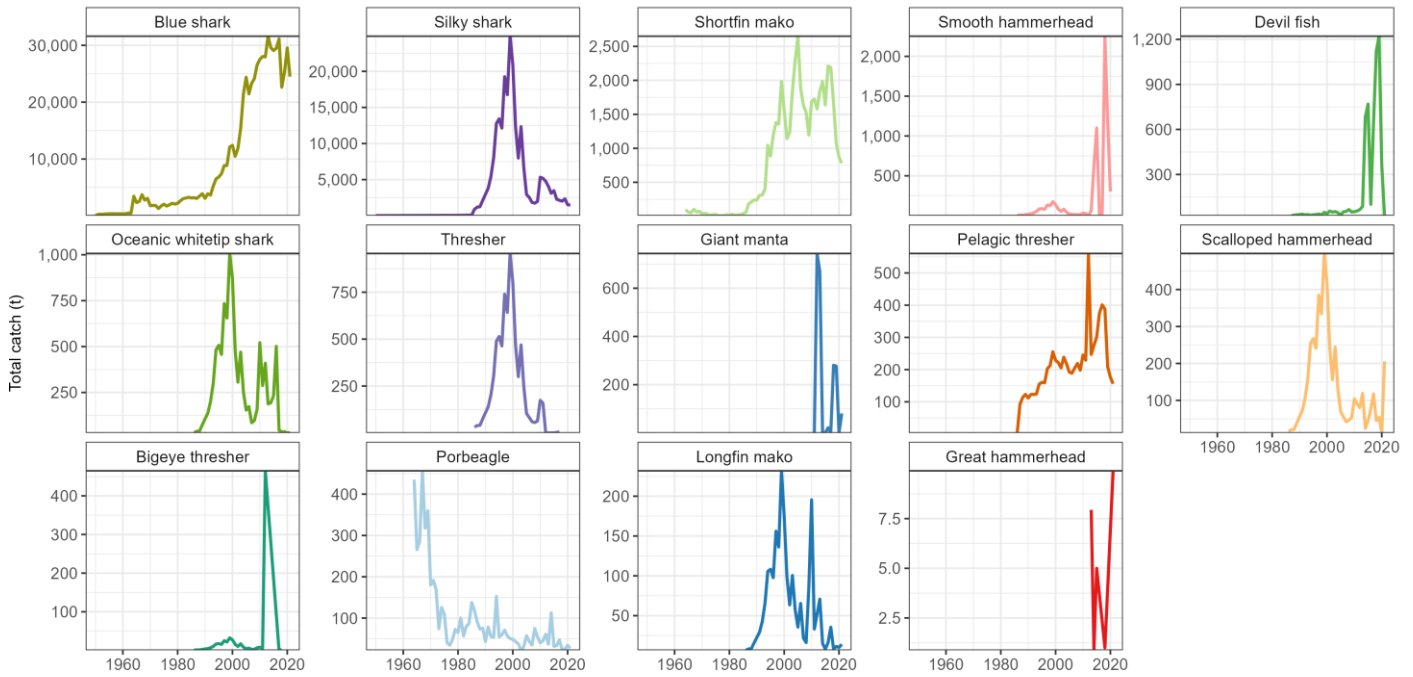 Blue shark
Silky shark
Shortfin mako
Smooth hammerhead
Devil fish
30,000
20,000
10,000
20,000
15,000
10,000
5,000
2,500
2,000
1,500
1,000
500
2,000
1,500
1,000
500
1,200
900
600
300
Total catch (t)
Oceanic whitetip shark
Thresher
Giant manta
Pelagic thresher
Scalloped hammerhead
1,000
750
500
250
750
500
250
600
400
200
500
400
300
200
100
400
300
200
100
1960 1980 2000 2020
Bigeye thresher
Porbeagle
Longfin mako
Great hammerhead
400
300
200
100
400
300
200
100
200
150
100
50
7.5
5.0
2.5
1960 1980 2000 2020
1960 1980 2000 2020
1960 1980 2000 2020
1960 1980 2000 2020